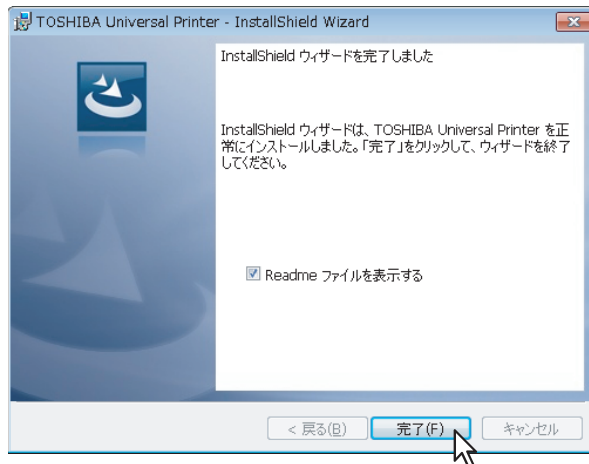 TOSHIBA Universal Printer - InstallShield Wizard
InstallShield ウィザードを完了しました
InstallShield ウィザードは、TOSHIBA Universal Printer を正
常にインストールしました。「完了」をクリックして、ウィザードを終了
してください。
Readme ファイルを表示する
< 戻る(B) 完了(F) キャンセル